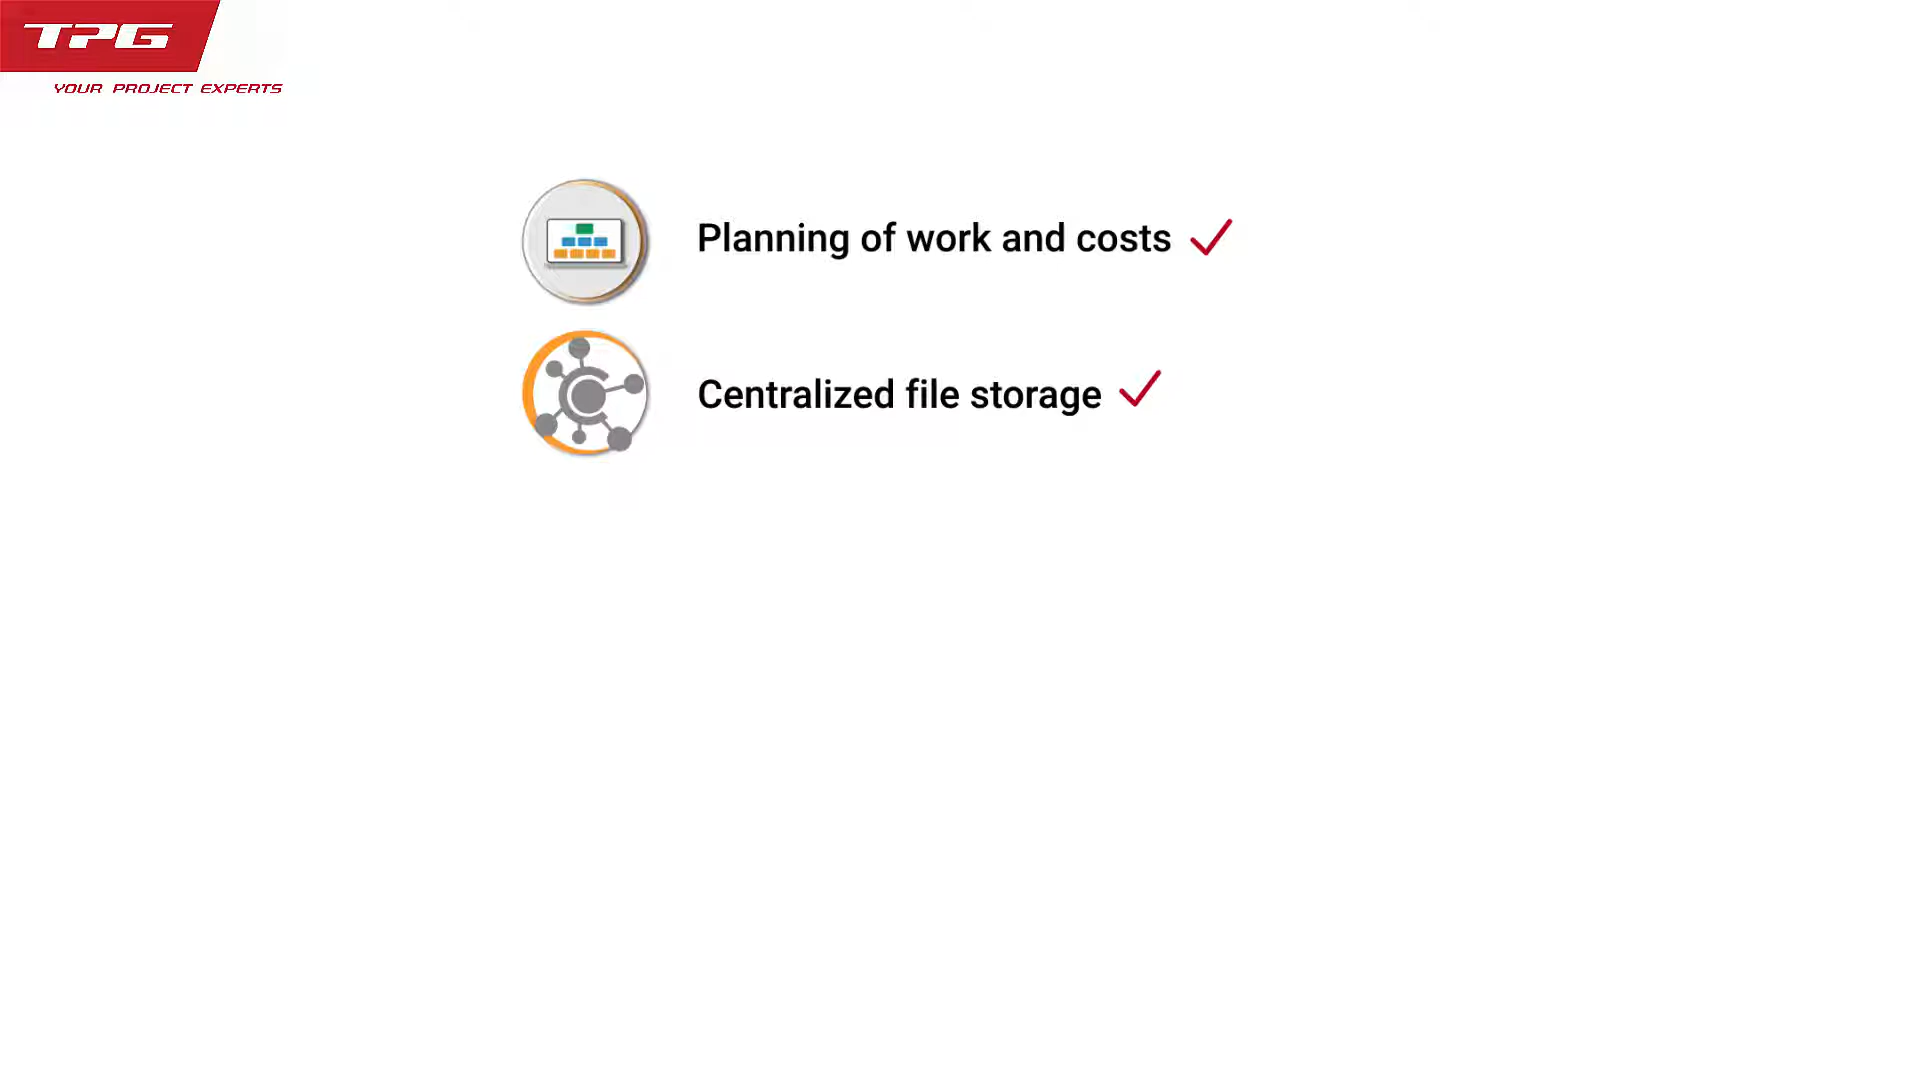 TPG
YOUR PROJECT EXPERTS
Planning of work and costs
Centralized file storage